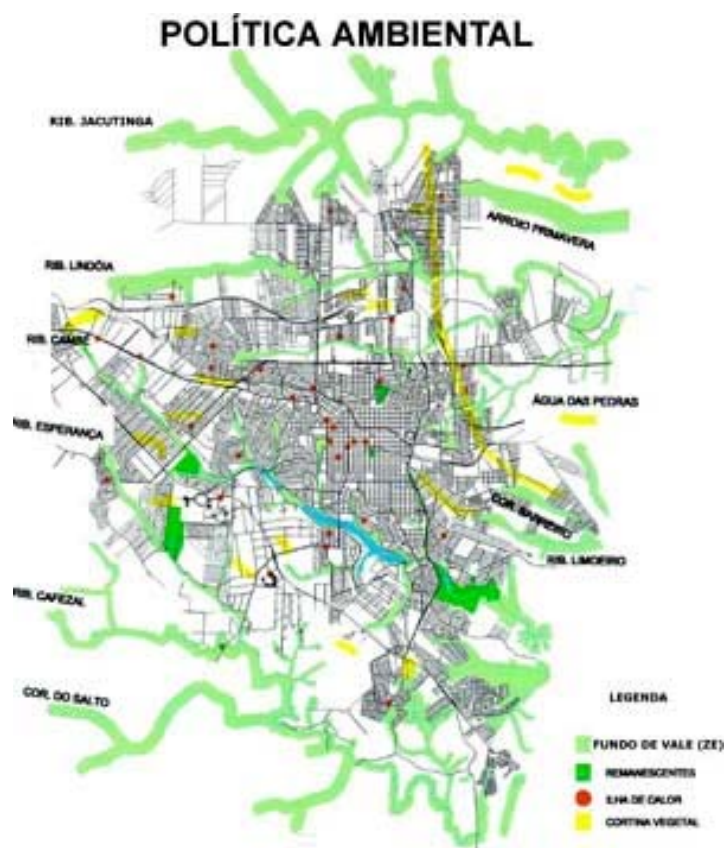 POLÍTICA AMBIENTAL
RIB. JACUTINGA
ARROIO PRIMAVERA
RIB. LINDÓIA
RIB. CAMBÉ
ÁGUA DAS PEDRAS
RIB. ESPERANÇA
COR. BARREIRO
RIB. LIMOEIRO
RIB. CAFEZAL
COR. DO SALTO
LEGENDA
FUNDO DE VALE (ZE)
REMANESCENTES
ILHA DE CALOR
CORTINA VEGETAL